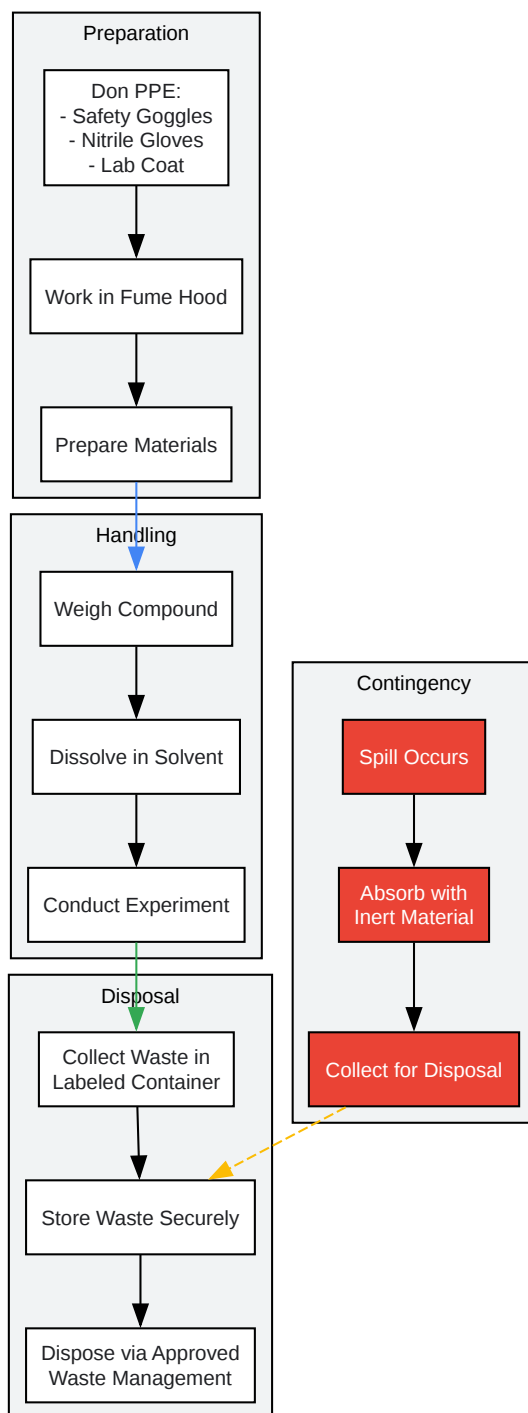 Preparation
Don PPE:
- Safety Goggles
- Nitrile Gloves
- Lab Coat
Work in Fume Hood
Prepare Materials
Handling
Weigh Compound
Dissolve in Solvent
Conduct Experiment
Contingency
Spill Occurs
Absorb with
Inert Material
Collect for Disposal
Disposal
Collect Waste in
Labeled Container
Store Waste Securely
Dispose via Approved
Waste Management